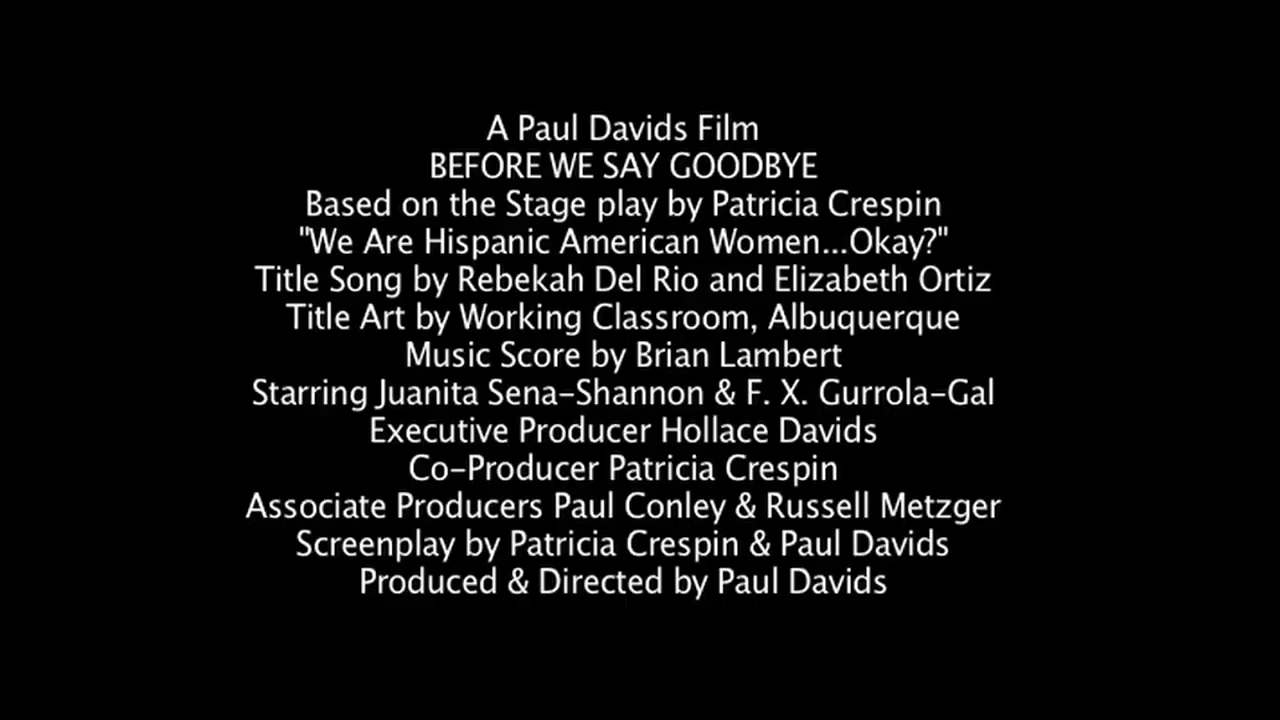 A Paul Davids Film
BEFORE WE SAY GOODBYE
Based on the Stage play by Patricia Crespin
"We Are Hispanic American Women...Okay?"
Title Song by Rebekah Del Rio and Elizabeth Ortiz
Title Art by Working Classroom, Albuquerque
Music Score by Brian Lambert
Starring Juanita Sena-Shannon & F. X. Gurrola-Gal
Executive Producer Hollace Davids
Co-Producer Patricia Crespin
Associate Producers Paul Conley & Russell Metzger
Screenplay by Patricia Crespin & Paul Davids
Produced & Directed by Paul Davids